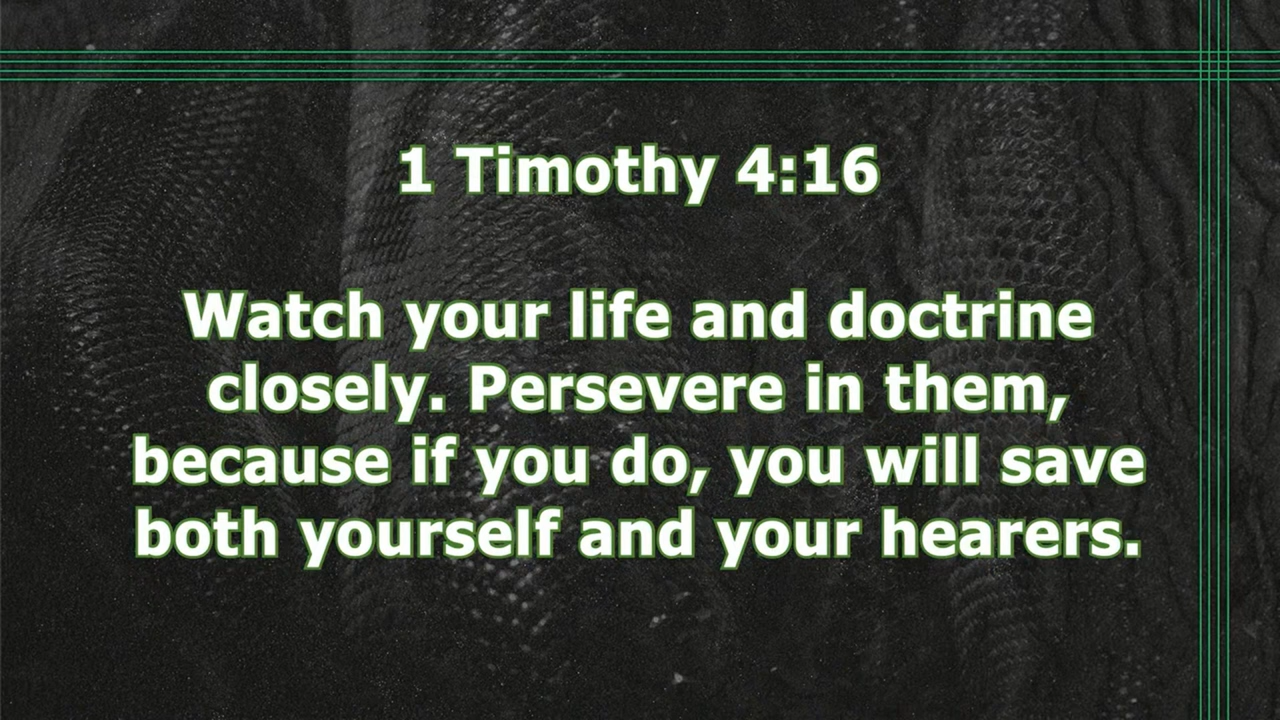 1 Timothy 4:16
Watch your life and doctrine
closely. Persevere in them,
because if you do, you will save
both yourself and your hearers.